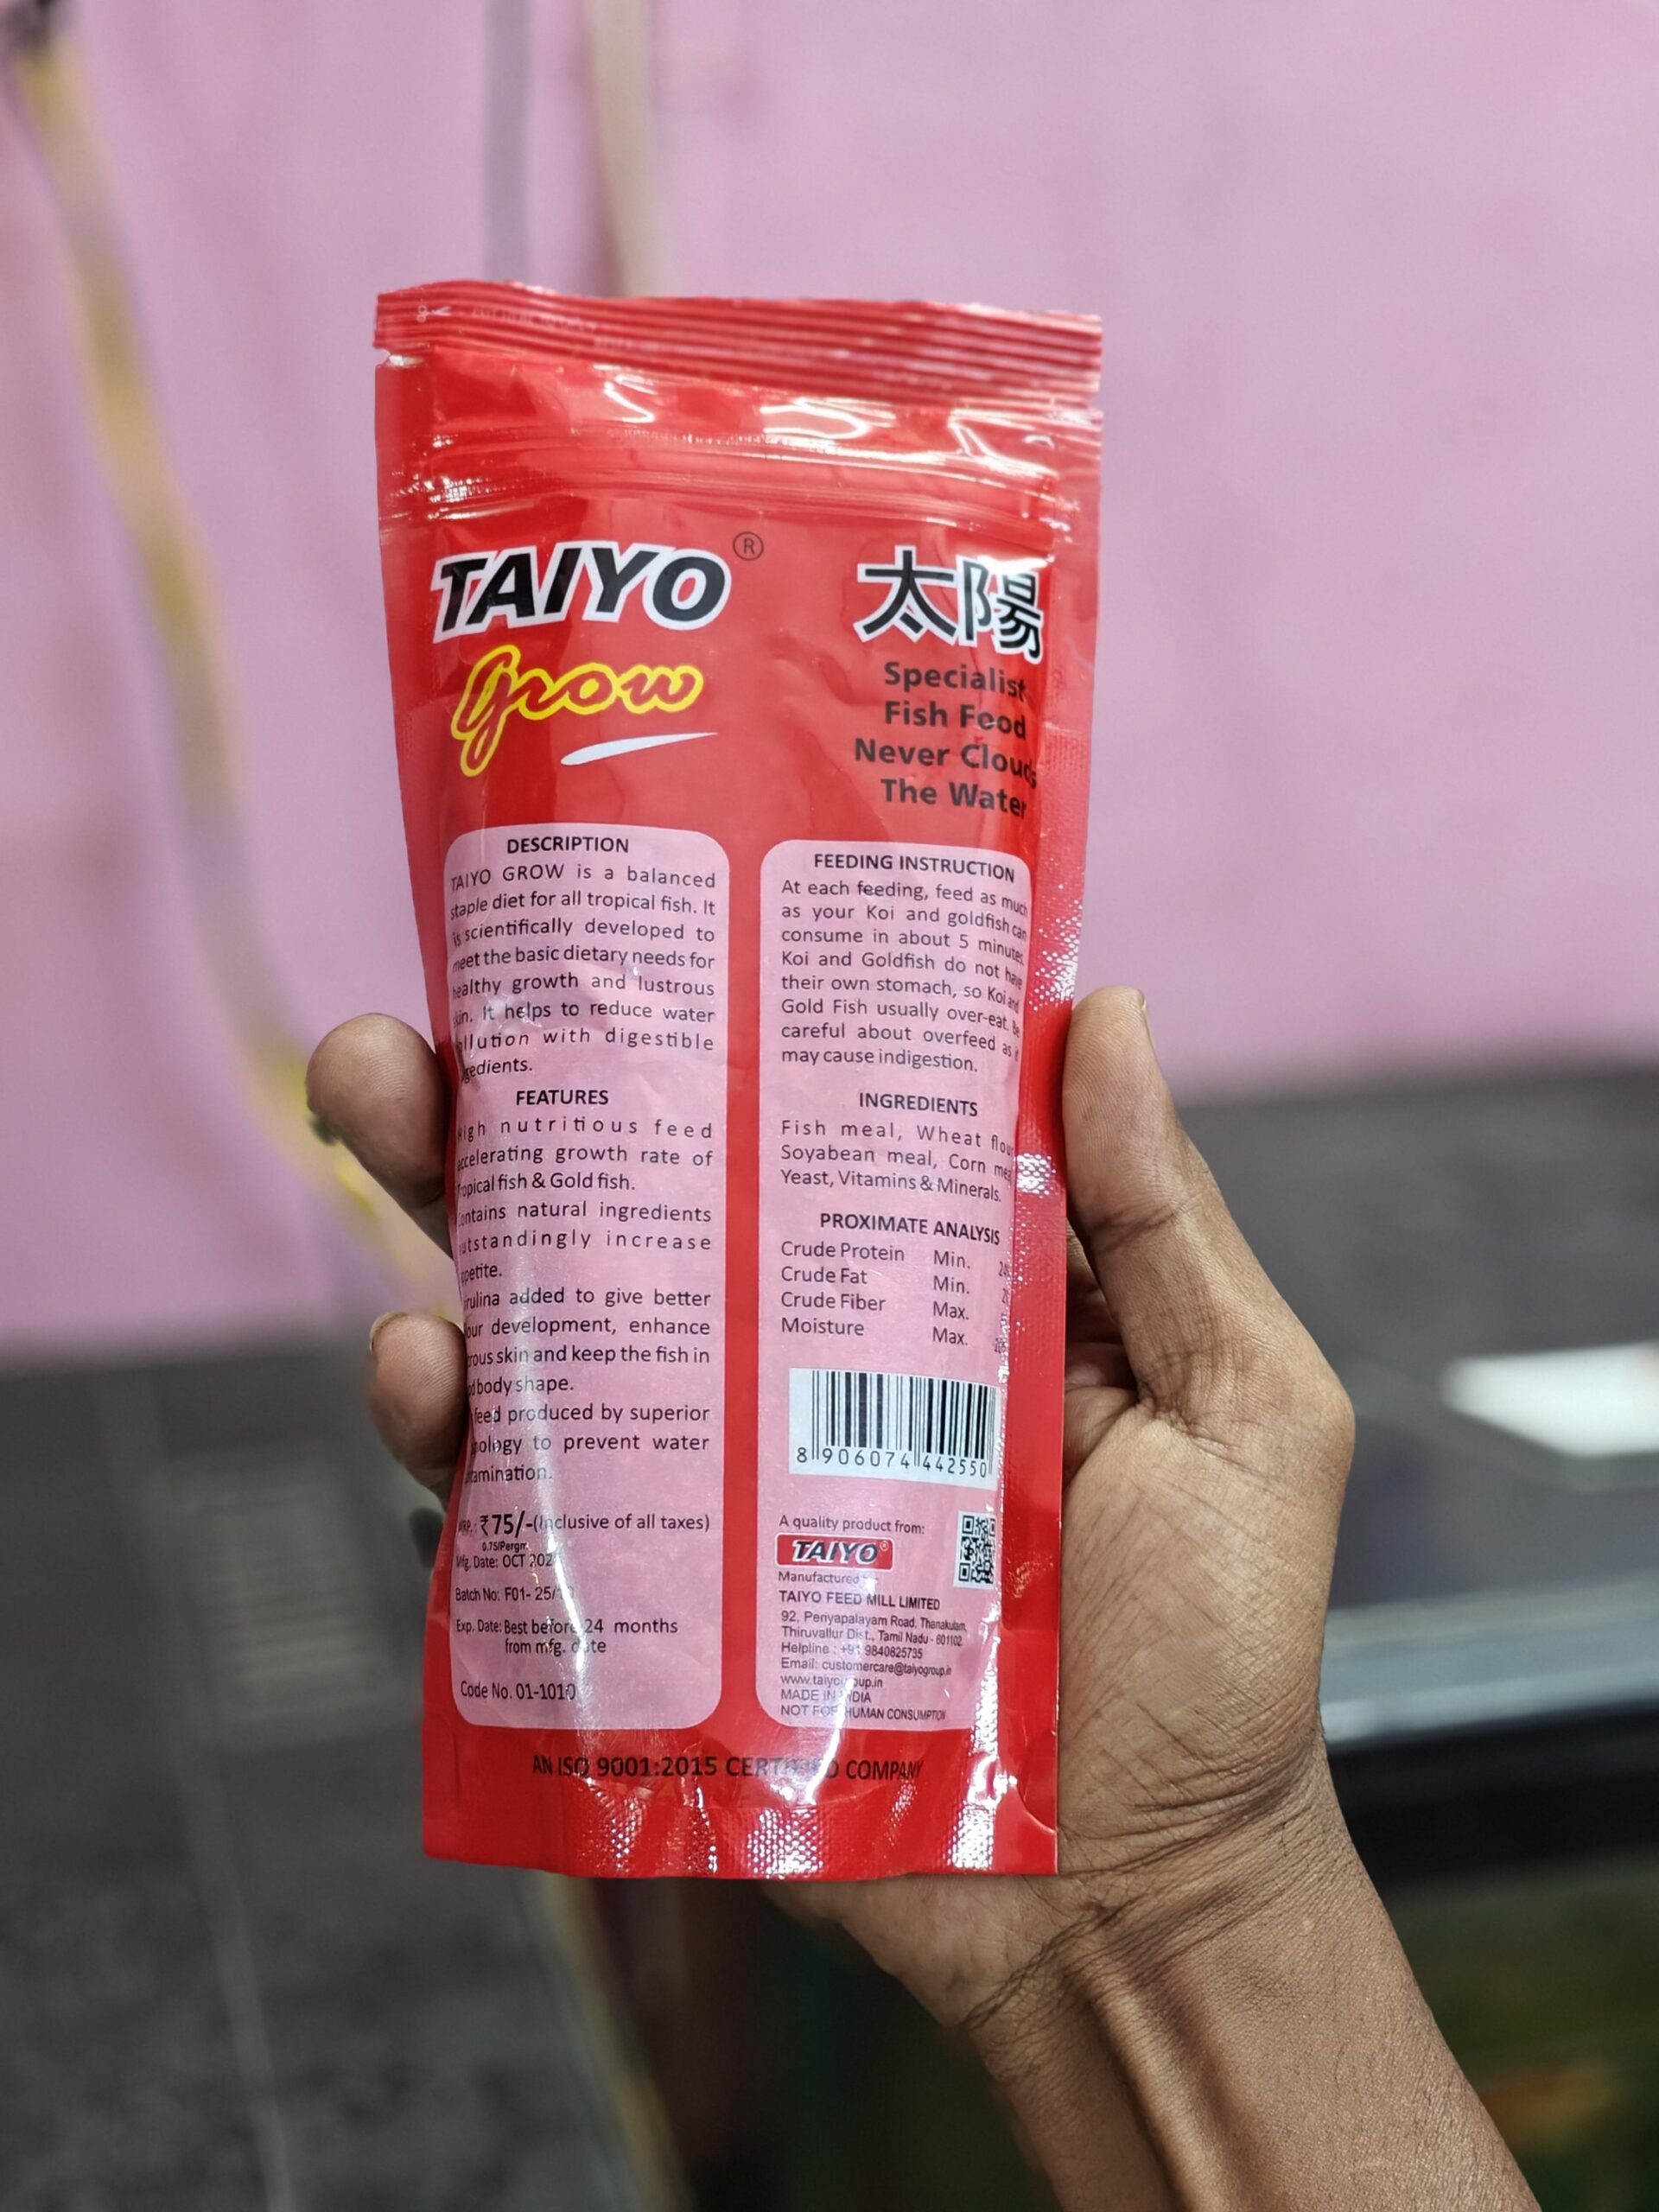 TAIYO ®
Grow
太陽
Specialist
Fish Food
Never Clouds
The Water
DESCRIPTION
TAIYO GROW is a balanced
staple diet for all tropical fish. It
is scientifically developed to
meet the basic dietary needs for
healthy growth and lustrous
skin. It helps to reduce water
pollution with digestible
FEATURES
High nutritious feed
accelerating growth rate of
Tropical fish & Gold fish.
Contains natural ingredients
outstandingly increase
added to give better
development, enhance
skin and keep the fish in
body shape.
feed produced by superior
to prevent water
MRP.: ₹75/-(Inclusive of all taxes)
0.75/Pergm
Mfg. Date: OCT
Batch No: F01- 25/
Exp. Date: Best before 24 months
from mfg. date
Code No. 01-1010
FEEDING INSTRUCTION
At each feeding, feed as much
as your Koi and goldfish can
consume in about 5 minutes.
Koi and Goldfish do not have
their own stomach, so Koi and
Gold Fish usually over-eat. Be
careful about overfeed as it
may cause indigestion.
INGREDIENTS
Fish meal, Wheat flour
Soyabean meal, Corn meal
Yeast, Vitamins & Minerals.
PROXIMATE ANALYSIS
Crude Protein Min.
Crude Fat Min.
Crude Fiber Max.
Moisture Max.
8 906074 442550
A quality product from:
TAIYO®
Manufactured
TAIYO FEED MILL LIMITED
92, Periyapalayam Road, Thanakulam,
Thiruvallur Dist., Tamil Nadu - 601102
Helpline : +91 9840825735
Email: customercare@taiyogroup.in
www.taiyogroup.in
MADE IN INDIA
NOT FOR HUMAN CONSUMPTION
AN ISO 9001:2015 CERTIFIED COMPANY